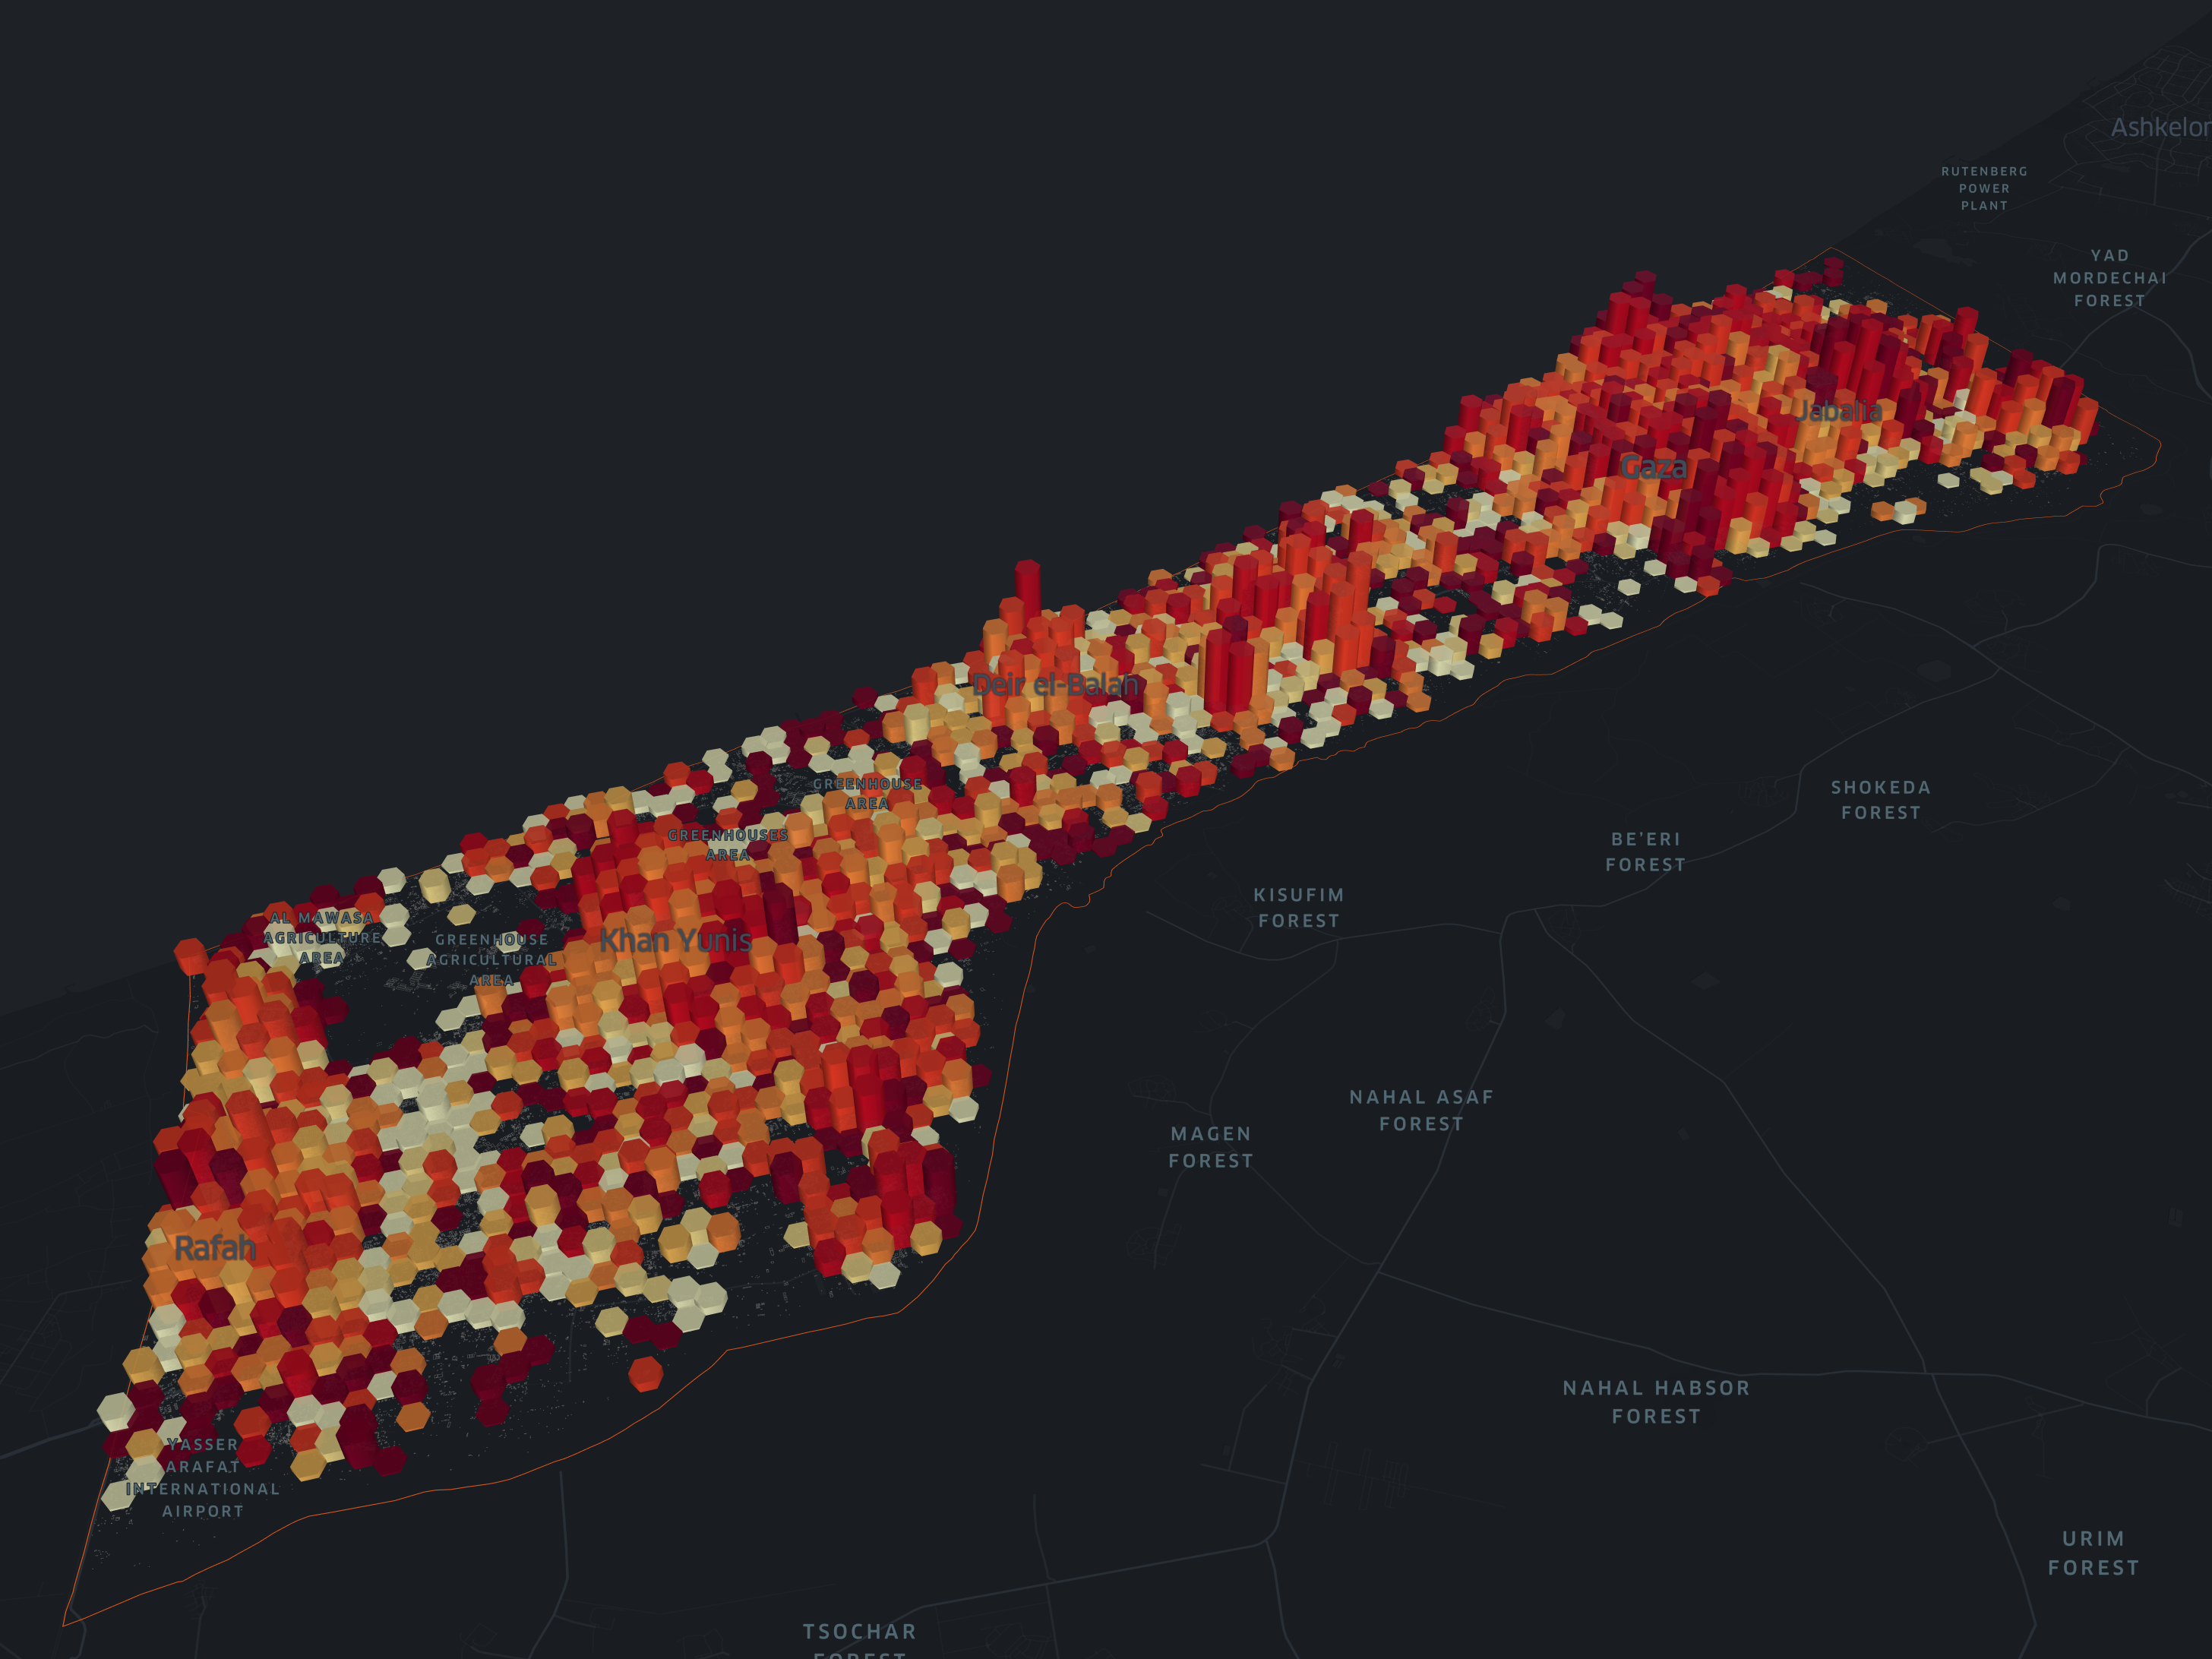 Ashkelon
RUTENBERG
POWER
PLANT
YAD
MORDECHAI
FOREST
Jabalia
Gaza
Deir el-Balah
GREENHOUSE
AREA
SHOKEDA
FOREST
GREENHOUSES
AREA
BE'ERI
FOREST
KISUFIM
FOREST
AL MAWASA
AGRICULTURE
AREA
GREENHOUSE
AGRICULTURAL
AREA
Khan Yunis
NAHAL ASAF
FOREST
MAGEN
FOREST
Rafah
NAHAL HABSOR
FOREST
YASSER
ARAFAT
INTERNATIONAL
AIRPORT
URIM
FOREST
TSOCHAR
FOREST